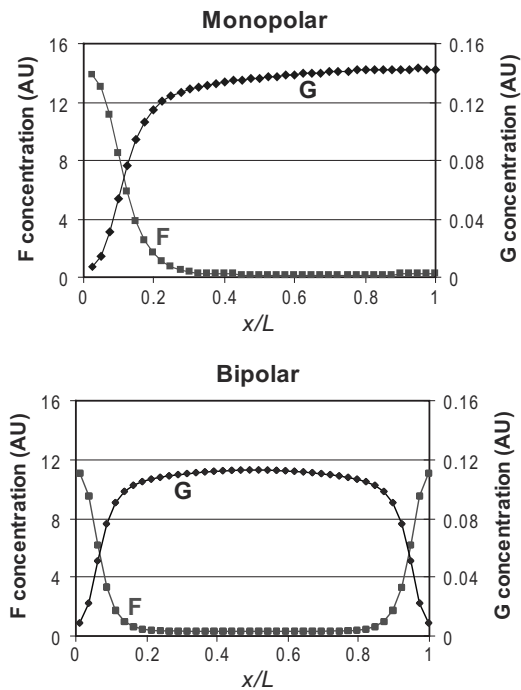 Monopolar
F concentration (AU)
16
12
8
4
0
G
F
0.16
0.12
0.08
0.04
0
G concentration (AU)
0 0.2 0.4 0.6 0.8 1
x/L
Bipolar
F concentration (AU)
16
12
8
4
0
G
F
0.16
0.12
0.08
0.04
0
G concentration (AU)
0 0.2 0.4 0.6 0.8 1
x/L